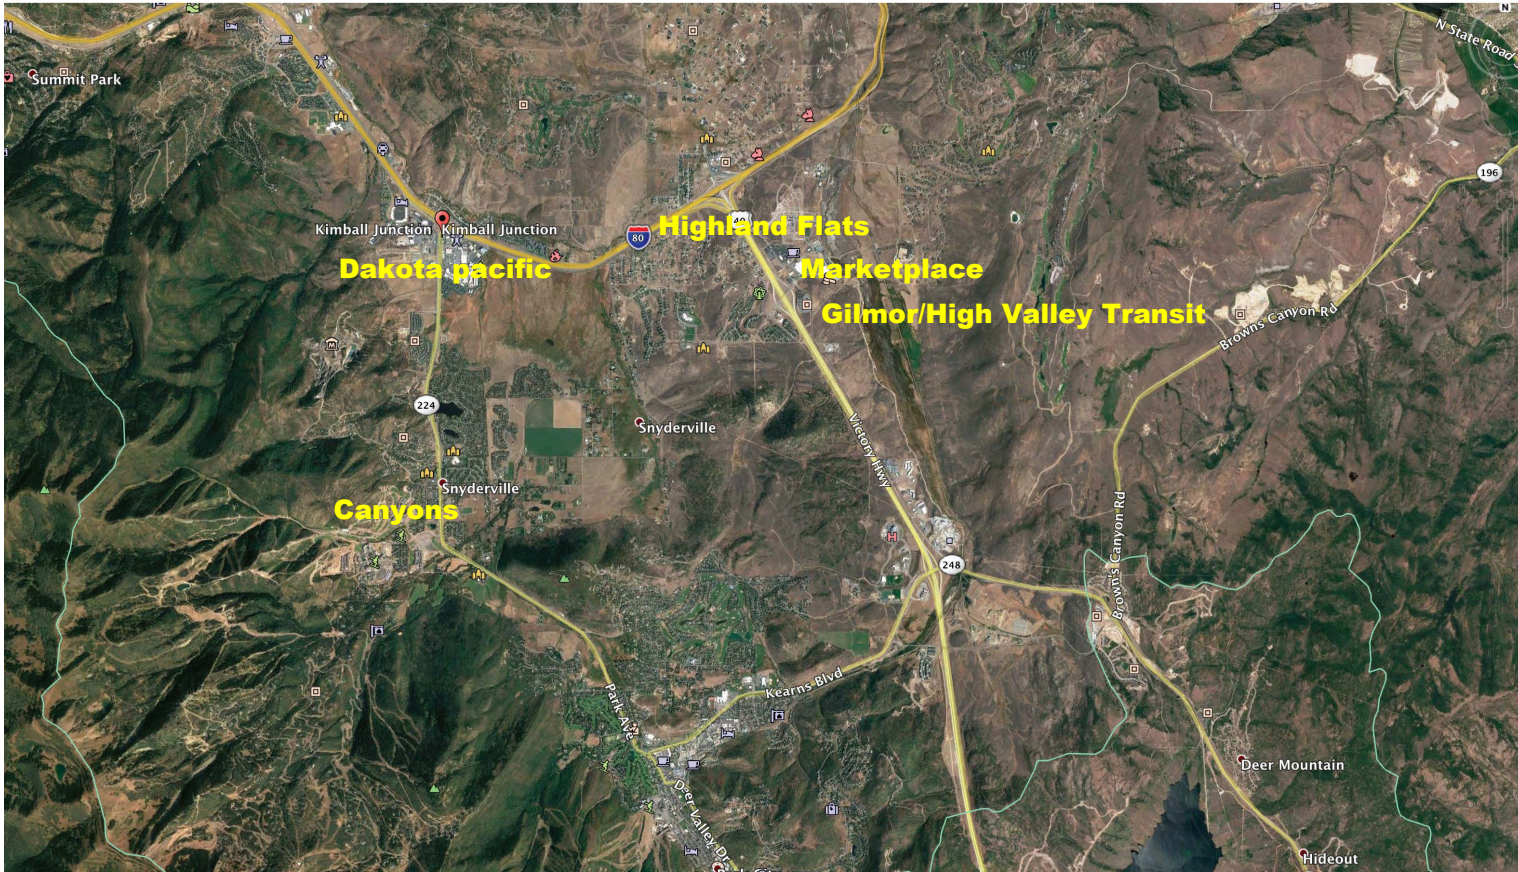 N
N State Road
Summit Park
196
Kimball Junction
Kimball Junction
40
80
Highland Flats
Dakota pacific
Marketplace
Gilmor/High Valley Transit
Browns Canyon Rd
224
Victory Hwy
Snyderville
Snyderville
Canyons
H
248
Brown's Canyon Rd
Park Ave
Kearns Blvd
Deer Valley Dr
Deer Mountain
Hideout